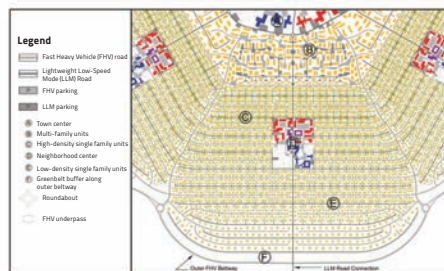 Legend
Fast Heavy Vehicle (FHV) road
Lightweight Low-Speed
Mode (LLM) Road
FHV parking
LLM parking
A Town center
B Multi-family units
C High-density single family units
D Neighborhood center
E Low-density single family units
F Greenbelt buffer along
outer beltway
Roundabout
FHV underpass
A
B
C
E
F
Outer FHV Beltway
LLM Road Connection